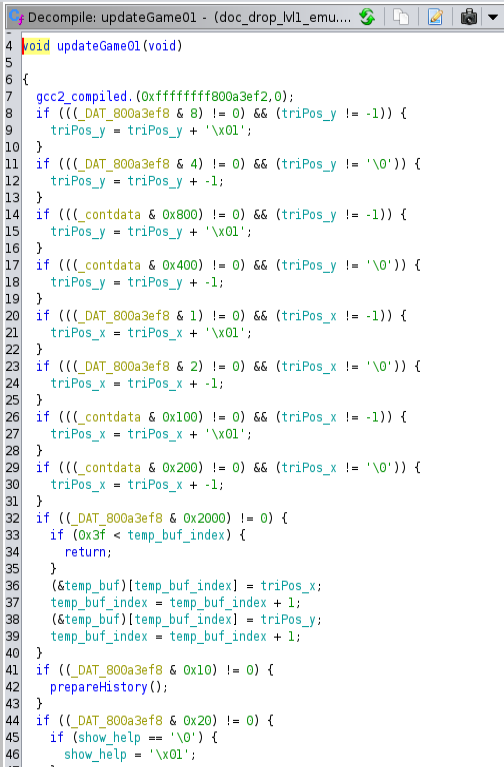 Decompile: updateGame01 - (doc_drop_lvl1_emu....
4 void updateGame01(void)
5
6 {
7 gcc2_compiled.(0xffffffff800a3ef2,0);
8 if (((_DAT_800a3ef8 & 8) != 0) && (triPos_y != -1)) {
9 triPos_y = triPos_y + '\x01';
10 }
11 if (((_DAT_800a3ef8 & 4) != 0) && (triPos_y != '\0')) {
12 triPos_y = triPos_y + -1;
13 }
14 if (((_contdata & 0x800) != 0) && (triPos_y != -1)) {
15 triPos_y = triPos_y + '\x01';
16 }
17 if (((_contdata & 0x400) != 0) && (triPos_y != '\0')) {
18 triPos_y = triPos_y + -1;
19 }
20 if (((_DAT_800a3ef8 & 1) != 0) && (triPos_x != -1)) {
21 triPos_x = triPos_x + '\x01';
22 }
23 if (((_DAT_800a3ef8 & 2) != 0) && (triPos_x != '\0')) {
24 triPos_x = triPos_x + -1;
25 }
26 if (((_contdata & 0x100) != 0) && (triPos_x != -1)) {
27 triPos_x = triPos_x + '\x01';
28 }
29 if (((_contdata & 0x200) != 0) && (triPos_x != '\0')) {
30 triPos_x = triPos_x + -1;
31 }
32 if ((_DAT_800a3ef8 & 0x2000) != 0) {
33 if (0x3f < temp_buf_index) {
34 return;
35 }
36 (&temp_buf)[temp_buf_index] = triPos_x;
37 temp_buf_index = temp_buf_index + 1;
38 (&temp_buf)[temp_buf_index] = triPos_y;
39 temp_buf_index = temp_buf_index + 1;
40 }
41 if ((_DAT_800a3ef8 & 0x10) != 0) {
42 prepareHistory();
43 }
44 if ((_DAT_800a3ef8 & 0x20) != 0) {
45 if (show_help == '\0') {
46 show_help = '\x01';